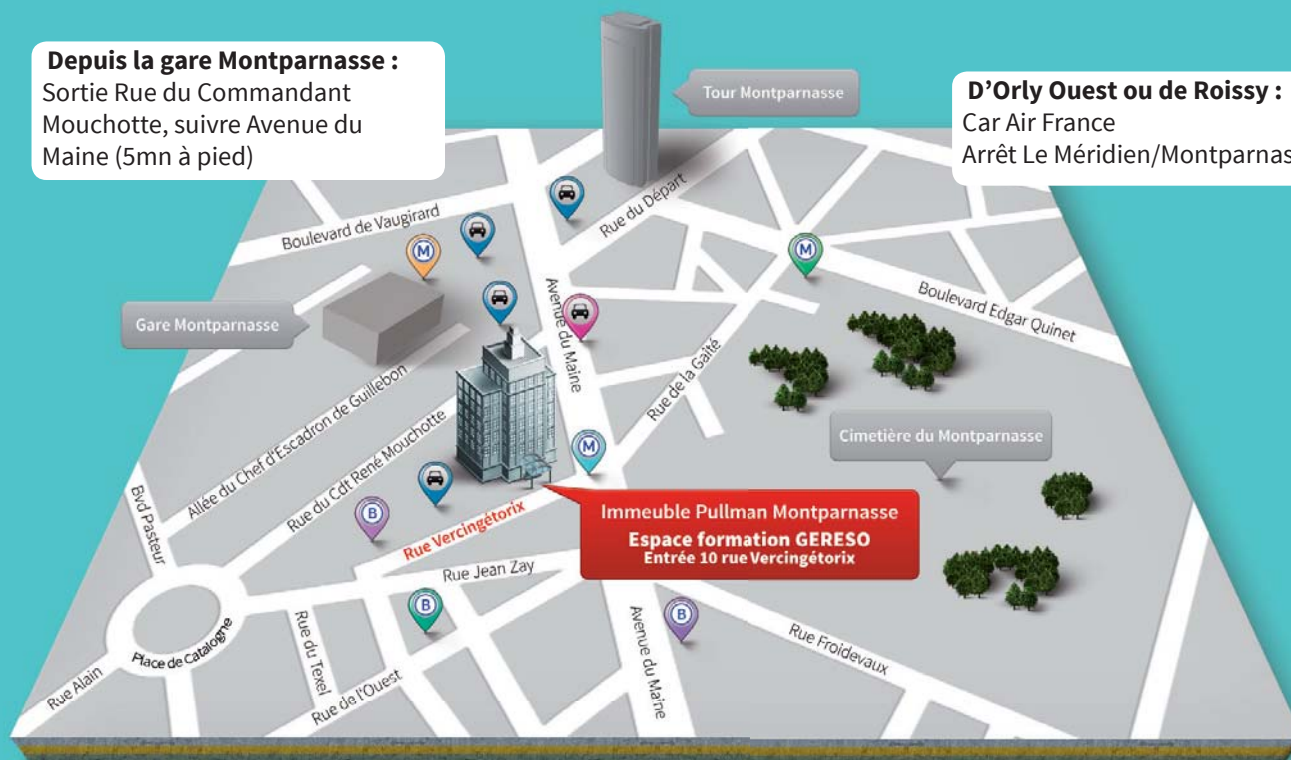 Depuis la gare Montparnasse :
Sortie Rue du Commandant
Mouchotte, suivre Avenue du
Maine (5mn à pied)
Tour Montparnasse
D'Orly Ouest ou de Roissy :
Car Air France
Arrêt Le Méridien/Montparnas
Rue du Départ
Boulevard de Vaugirard
M
M
Boulevard Edgar Quinet
Gare Montparnasse
Avenue du Maine
Rue de la Gaîté
Allée du Chef d'Escadron de Guillebon
Rue du Cdt René Mouchotte
Cimetière du Montparnasse
M
Bvd Pasteur
B
Rue Vercingétorix
Immeuble Pullman Montparnasse
Espace formation GERESO
Entrée 10 rue Vercingétorix
Rue Jean Zay
B
B
Rue du Texel
Avenue du Maine
Rue Froidevaux
Place de Catalogne
Rue Alain
Rue de l'Ouest